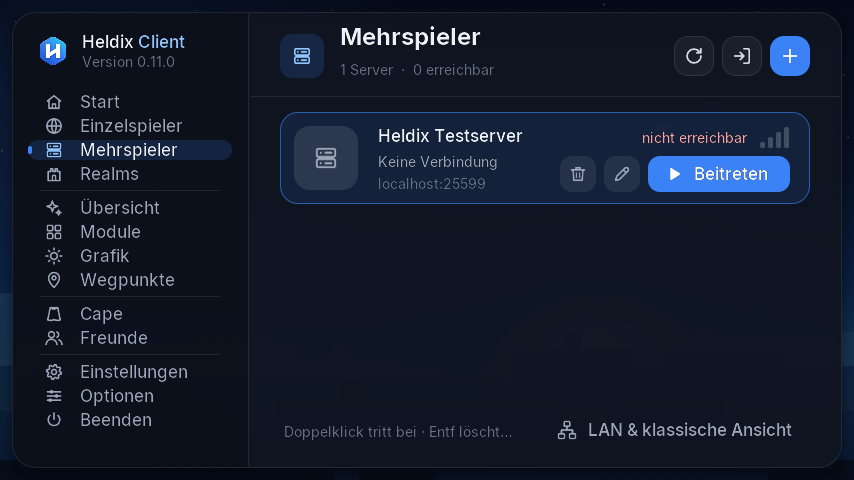 Heldix Client
Version 0.11.0
Start
Einzelspieler
Mehrspieler
Realms
Übersicht
Module
Grafik
Wegpunkte
Cape
Freunde
Einstellungen
Optionen
Beenden
Mehrspieler
1 Server · 0 erreichbar
Heldix Testserver
nicht erreichbar
Keine Verbindung
localhost:25599
Beitreten
Doppelklick tritt bei · Entf löscht...
LAN & klassische Ansicht